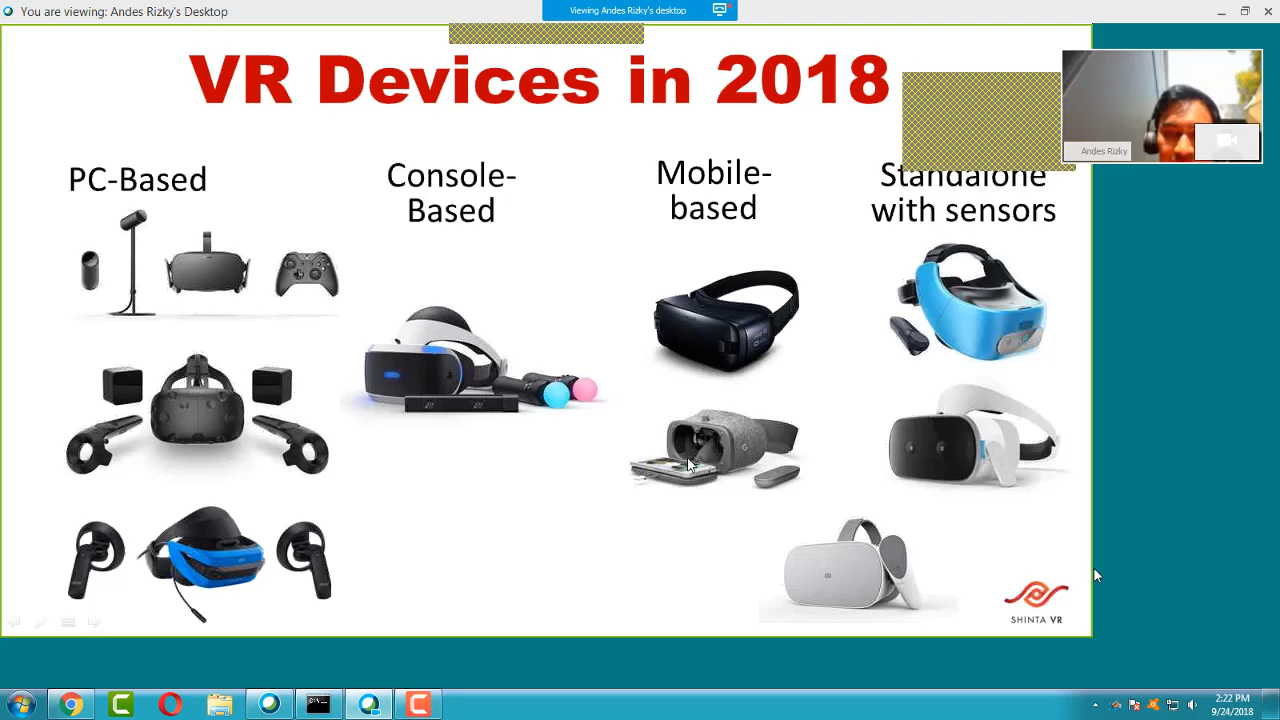 You are viewing: Andes Rizky's Desktop
Viewing Andes Rizky's desktop
VR Devices in 2018
Andes Rizky
PC-Based
Console-
Based
Mobile-
based
Standalone
with sensors
SHINTA VR
2:22 PM
9/24/2018